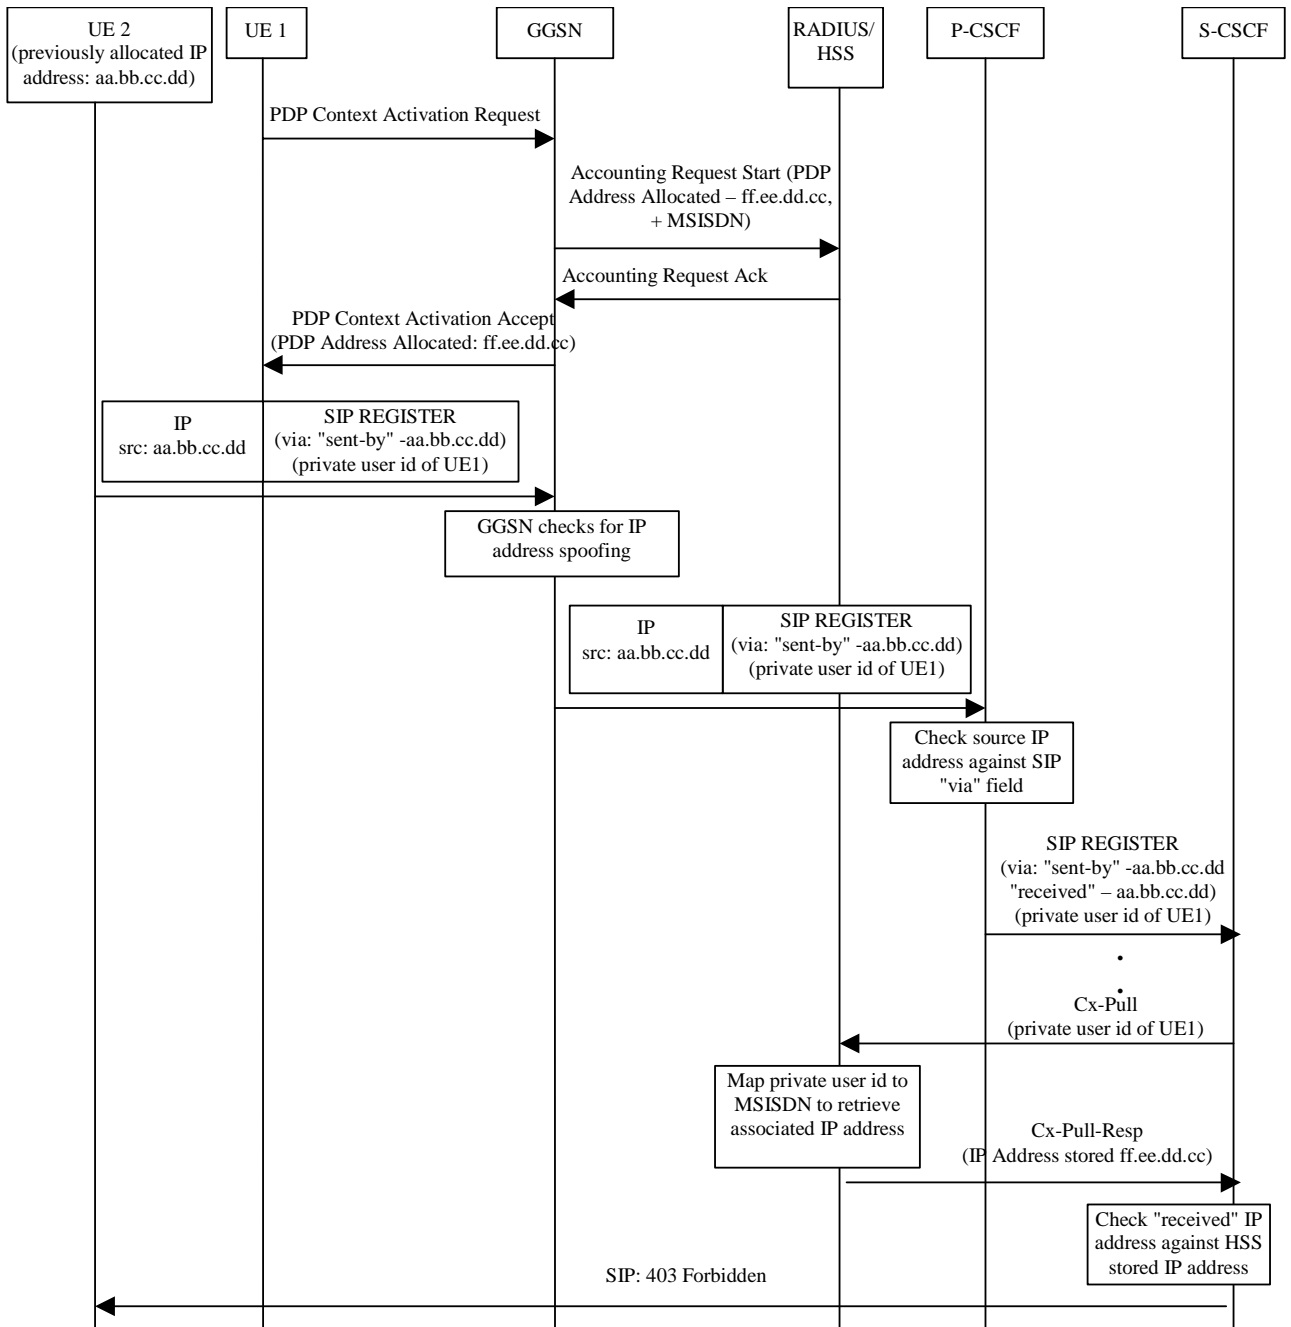 UE 2
(previously allocated IP
address: aa.bb.cc.dd)
UE 1
GGSN
RADIUS/
HSS
P-CSCF
S-CSCF
PDP Context Activation Request
Accounting Request Start (PDP
Address Allocated – ff.ee.dd.cc,
+ MSISDN)
Accounting Request Ack
PDP Context Activation Accept
(PDP Address Allocated: ff.ee.dd.cc)
IP
src: aa.bb.cc.dd
SIP REGISTER
(via: "sent-by" -aa.bb.cc.dd)
(private user id of UE1)
GGSN checks for IP
address spoofing
IP
src: aa.bb.cc.dd
SIP REGISTER
(via: "sent-by" -aa.bb.cc.dd)
(private user id of UE1)
Check source IP
address against SIP
"via" field
SIP REGISTER
(via: "sent-by" -aa.bb.cc.dd
"received" – aa.bb.cc.dd)
(private user id of UE1)
.
.
Cx-Pull
(private user id of UE1)
Map private user id to
MSISDN to retrieve
associated IP address
Cx-Pull-Resp
(IP Address stored ff.ee.dd.cc)
Check "received" IP
address against HSS
stored IP address
SIP: 403 Forbidden